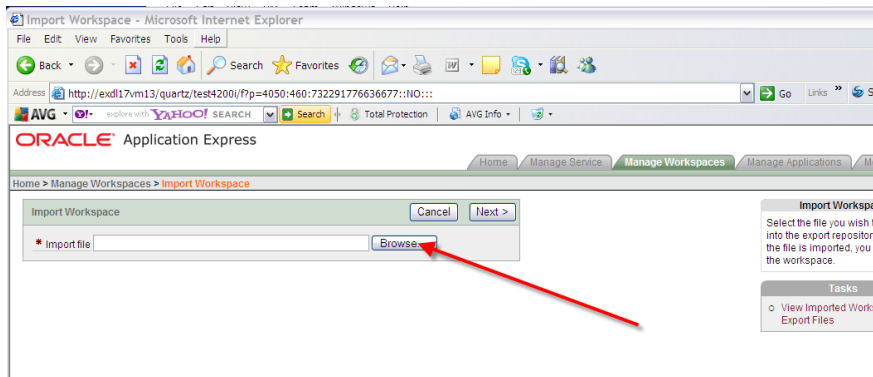 Import Workspace - Microsoft Internet Explorer
File Edit View Favorites Tools Help
Back Search Favorites
Address http://exdl17vm13/quartz/test4200i/f?p=4050:460:732291776636677::NO::: Go Links »
AVG Y!- explore with YAHOO! SEARCH Search Total Protection AVG Info
ORACLE Application Express
Home Manage Service Manage Workspaces Manage Applications
Home > Manage Workspaces > Import Workspace
Import Workspace Cancel Next >
* Import file Browse...
Import Workspa
Select the file you wish
into the export repositor
the file is imported, you
the workspace.
Tasks
View Imported Work
Export Files